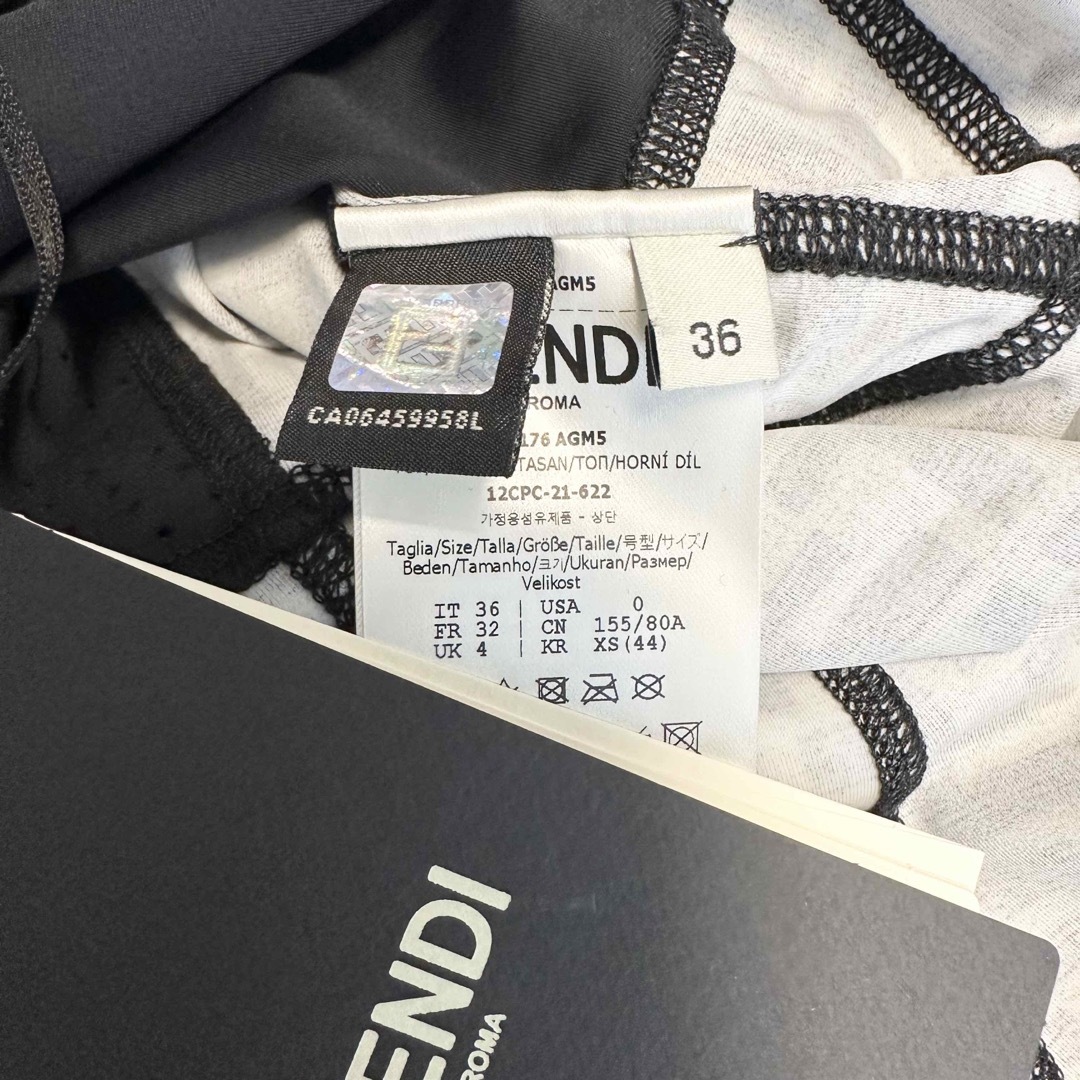 AGM5
36
ENDI
ROMA
CA06459958L
176 AGM5
TASAN/ТОП/HORNÍ DÍL
12CPC-21-622
가정용섬유제품 - 상단
Taglia/Size/Talla/Größe/Taille/号型/サイズ/
Beden/Tamanho/크기/Ukuran/Размер/
Velikost
IT 36 | USA 0
FR 32 | CN 155/80A
UK 4 | KR XS(44)
ENDI
ROMA